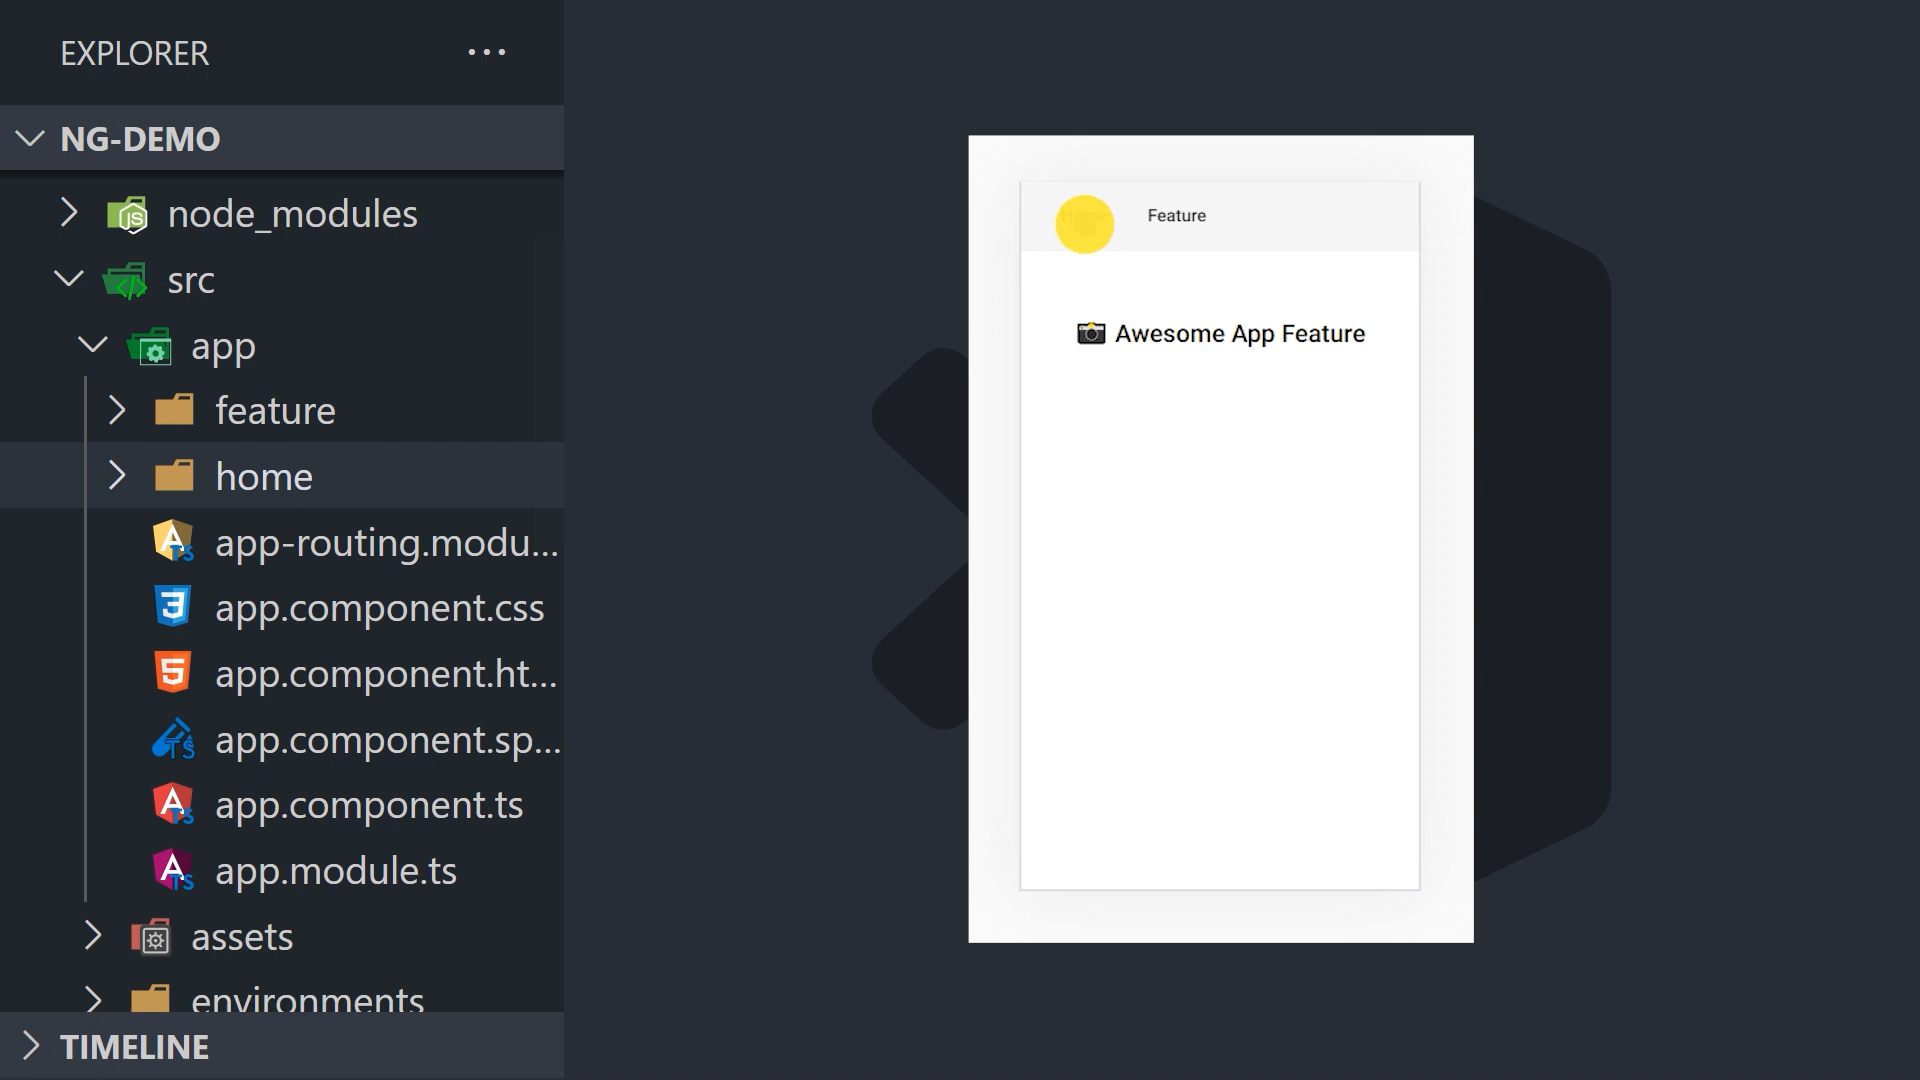 EXPLORER
NG-DEMO
node_modules
src
app
feature
home
app-routing.modu...
app.component.css
app.component.ht...
app.component.sp...
app.component.ts
app.module.ts
assets
environments
TIMELINE
Home
Feature
Awesome App Feature